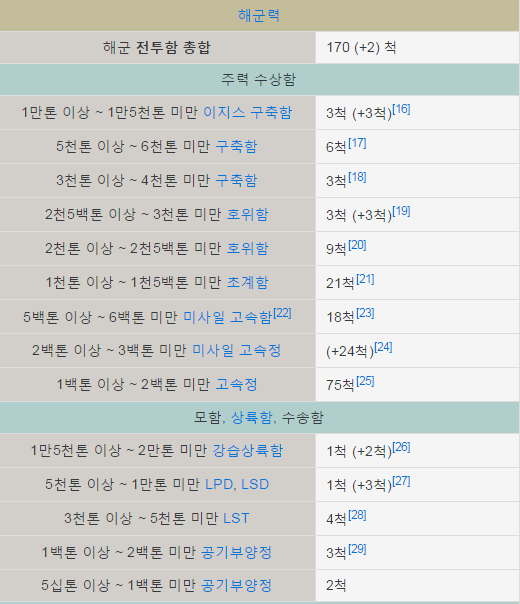 해군력
해군 전투함 총합 170 (+2) 척
주력 수상함
1만톤 이상 ~ 1만5천톤 미만 이지스 구축함 3척 (+3척)[16]
5천톤 이상 ~ 6천톤 미만 구축함 6척[17]
3천톤 이상 ~ 4천톤 미만 구축함 3척[18]
2천5백톤 이상 ~ 3천톤 미만 호위함 3척 (+3척)[19]
2천톤 이상 ~ 2천5백톤 미만 호위함 9척[20]
1천톤 이상 ~ 1천5백톤 미만 초계함 21척[21]
5백톤 이상 ~ 6백톤 미만 미사일 고속함[22] 18척[23]
2백톤 이상 ~ 3백톤 미만 미사일 고속정 (+24척)[24]
1백톤 이상 ~ 2백톤 미만 고속정 75척[25]
모함, 상륙함, 수송함
1만5천톤 이상 ~ 2만톤 미만 강습상륙함 1척 (+2척)[26]
5천톤 이상 ~ 1만톤 미만 LPD, LSD 1척 (+3척)[27]
3천톤 이상 ~ 5천톤 미만 LST 4척[28]
1백톤 이상 ~ 2백톤 미만 공기부양정 3척[29]
5십톤 이상 ~ 1백톤 미만 공기부양정 2척